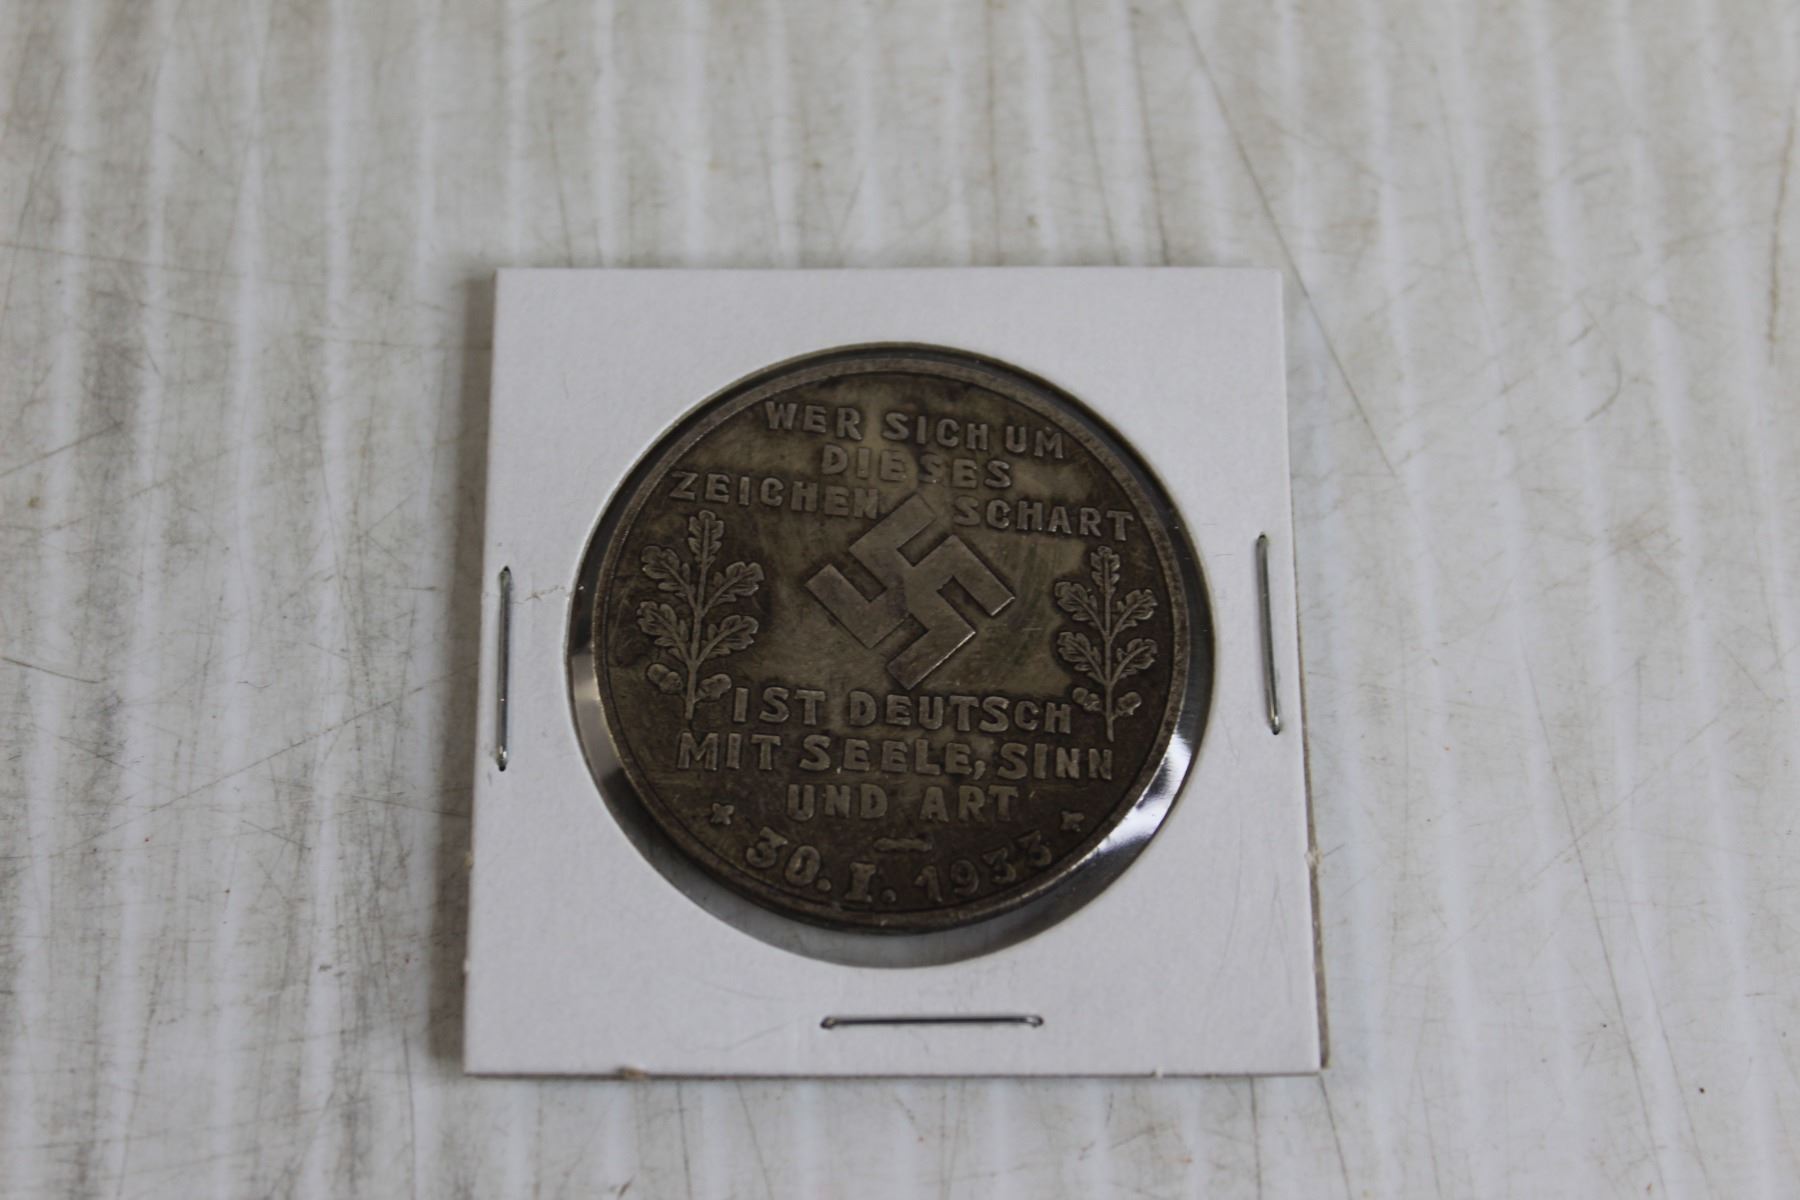 WER SICH UM
DIESES
ZEICHEN SCHART
IST DEUTSCH
MIT SEELE, SINN
UND ART
30. I. 1933